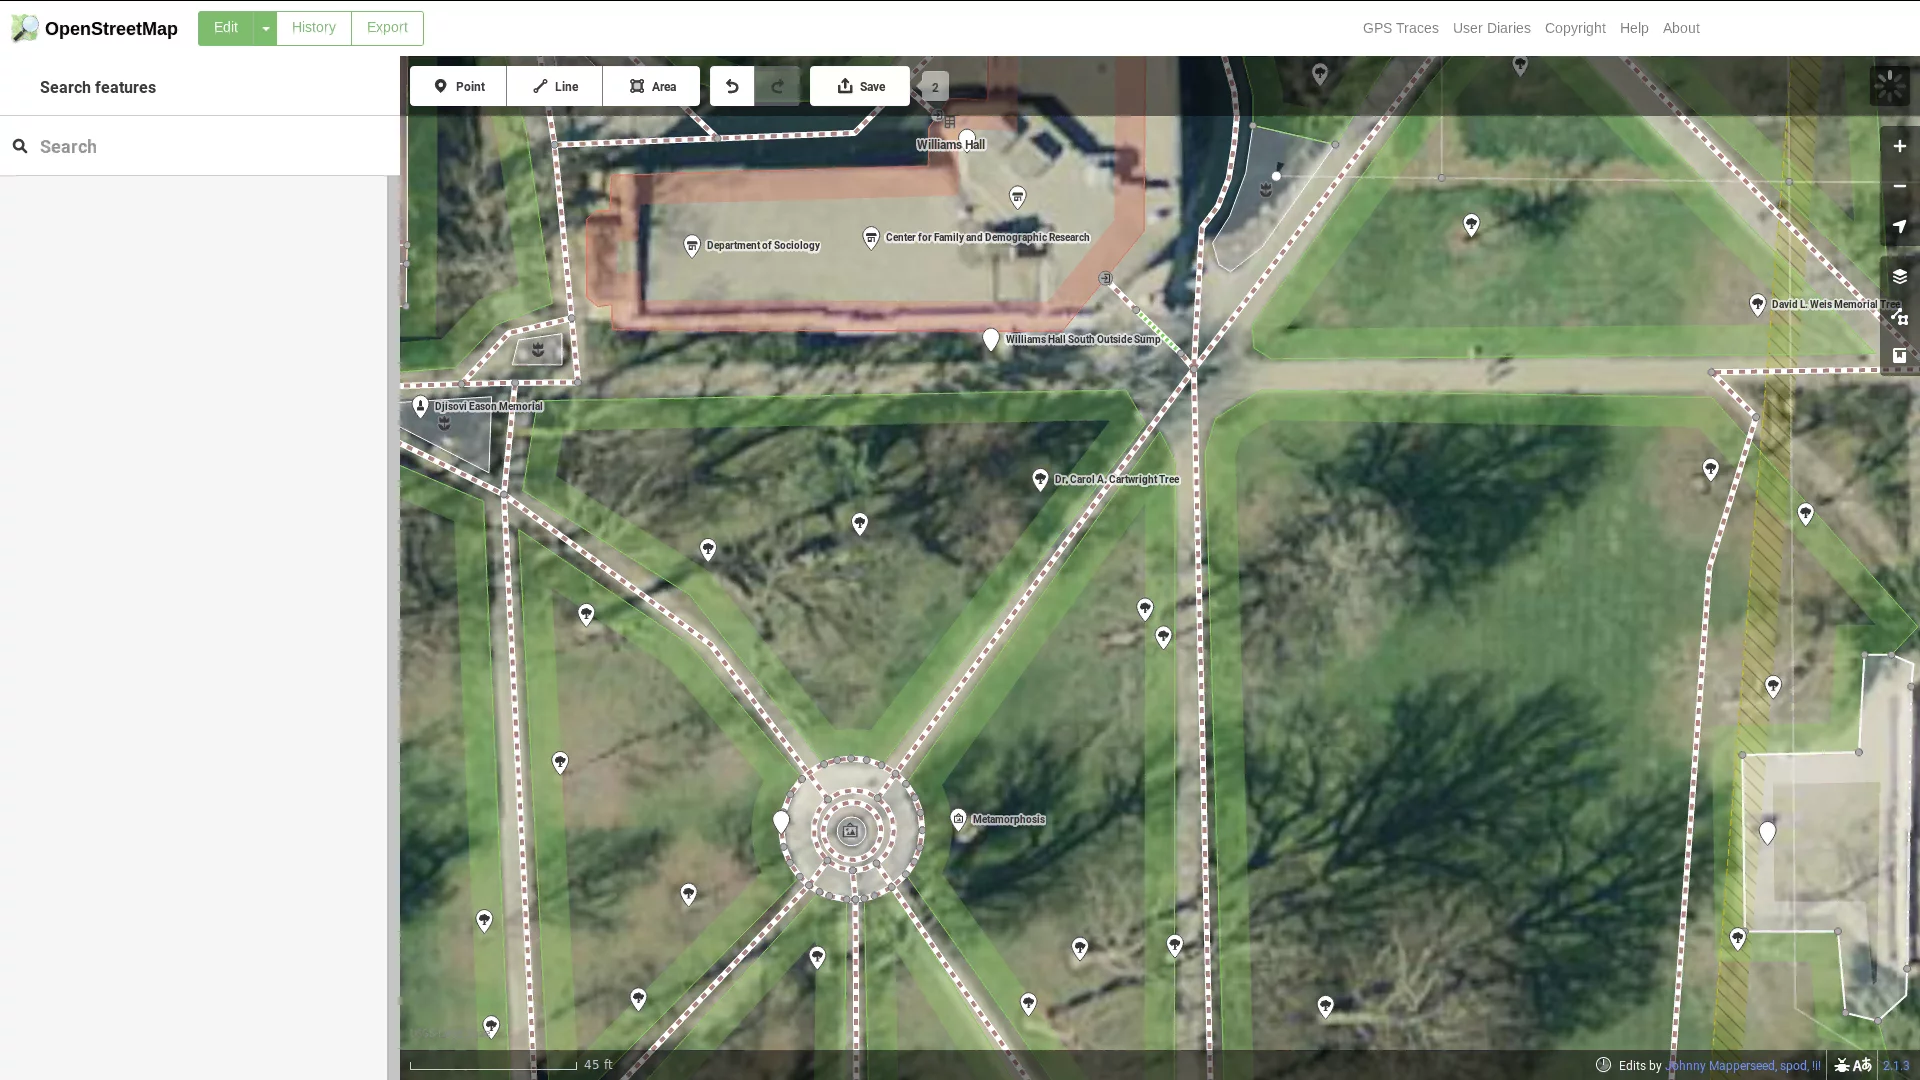 OpenStreetMap
Edit
History
Export
GPS Traces
User Diaries
Copyright
Help
About
Search features
Search
Point
Line
Area
Save
2
Williams Hall
Department of Sociology
Center for Family and Demographic Research
David L. Weis Memorial Tree
Williams Hall South Outside Sump
Djisovi Eason Memorial
Dr. Carol A. Cartwright Tree
Metamorphosis
45 ft
Edits by Johnny Mapperseed, spod, !i!
2.1.3